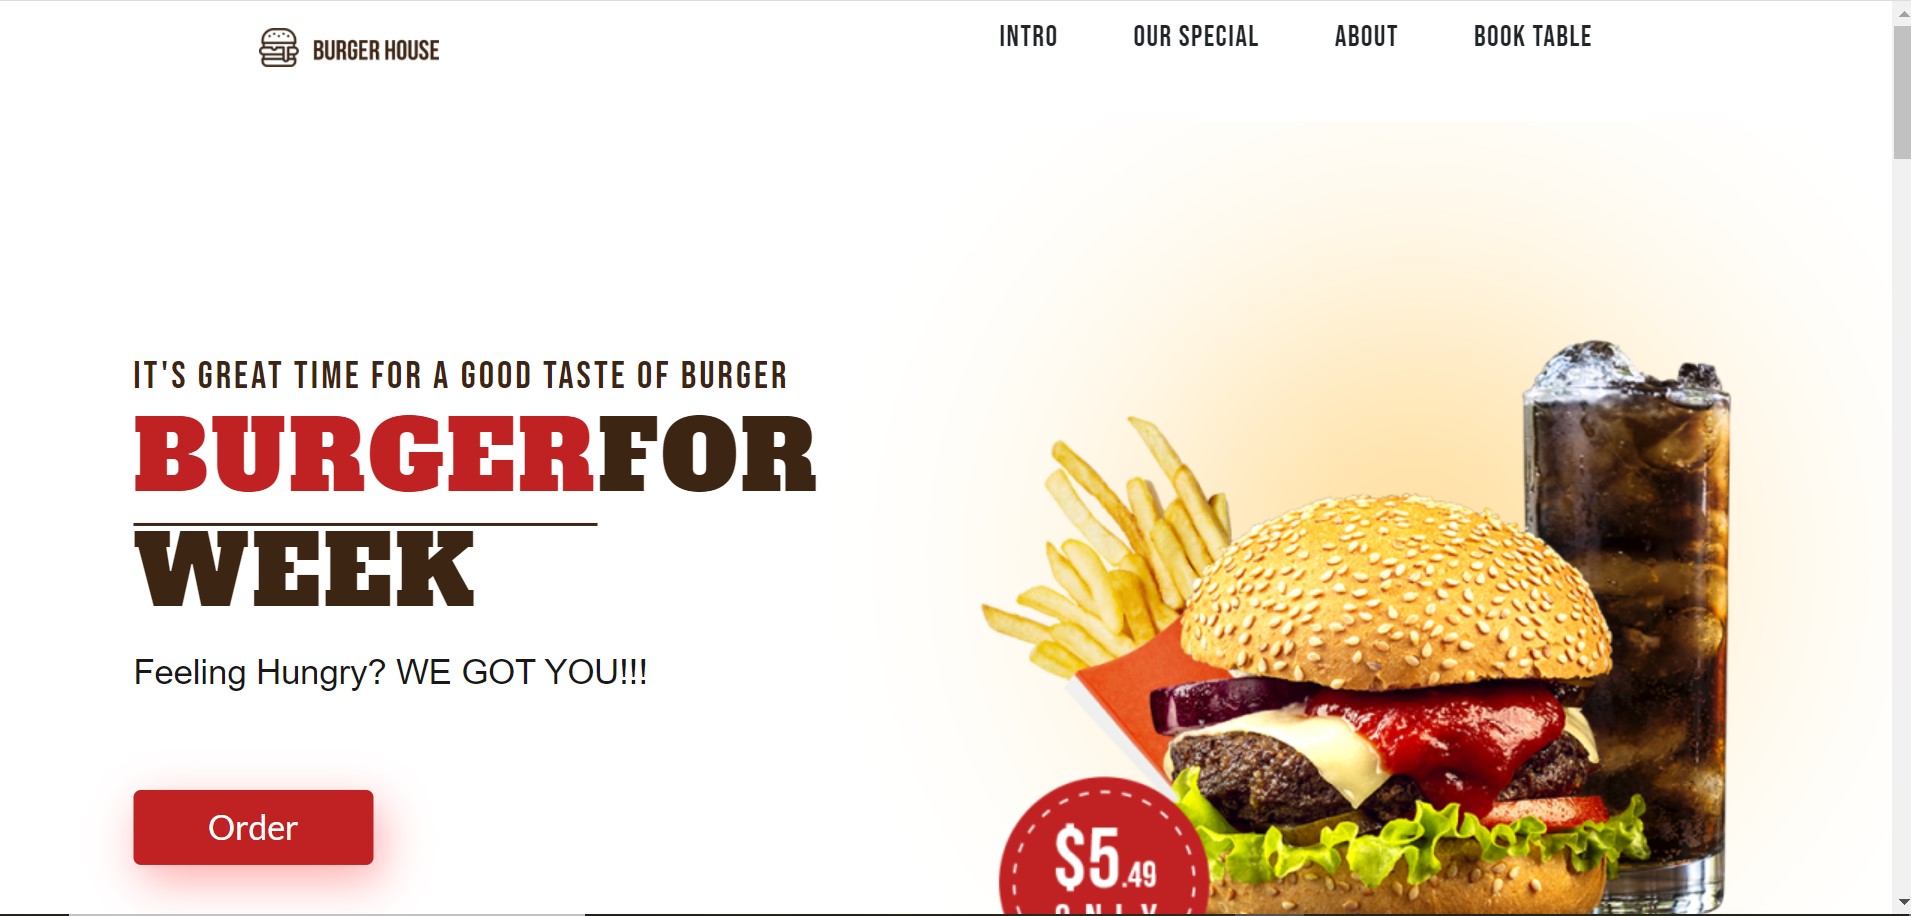 BURGER HOUSE
INTRO OUR SPECIAL ABOUT BOOK TABLE
IT'S GREAT TIME FOR A GOOD TASTE OF BURGER
BURGERFOR
WEEK
Feeling Hungry? WE GOT YOU!!!
Order
$5.49
ONLY